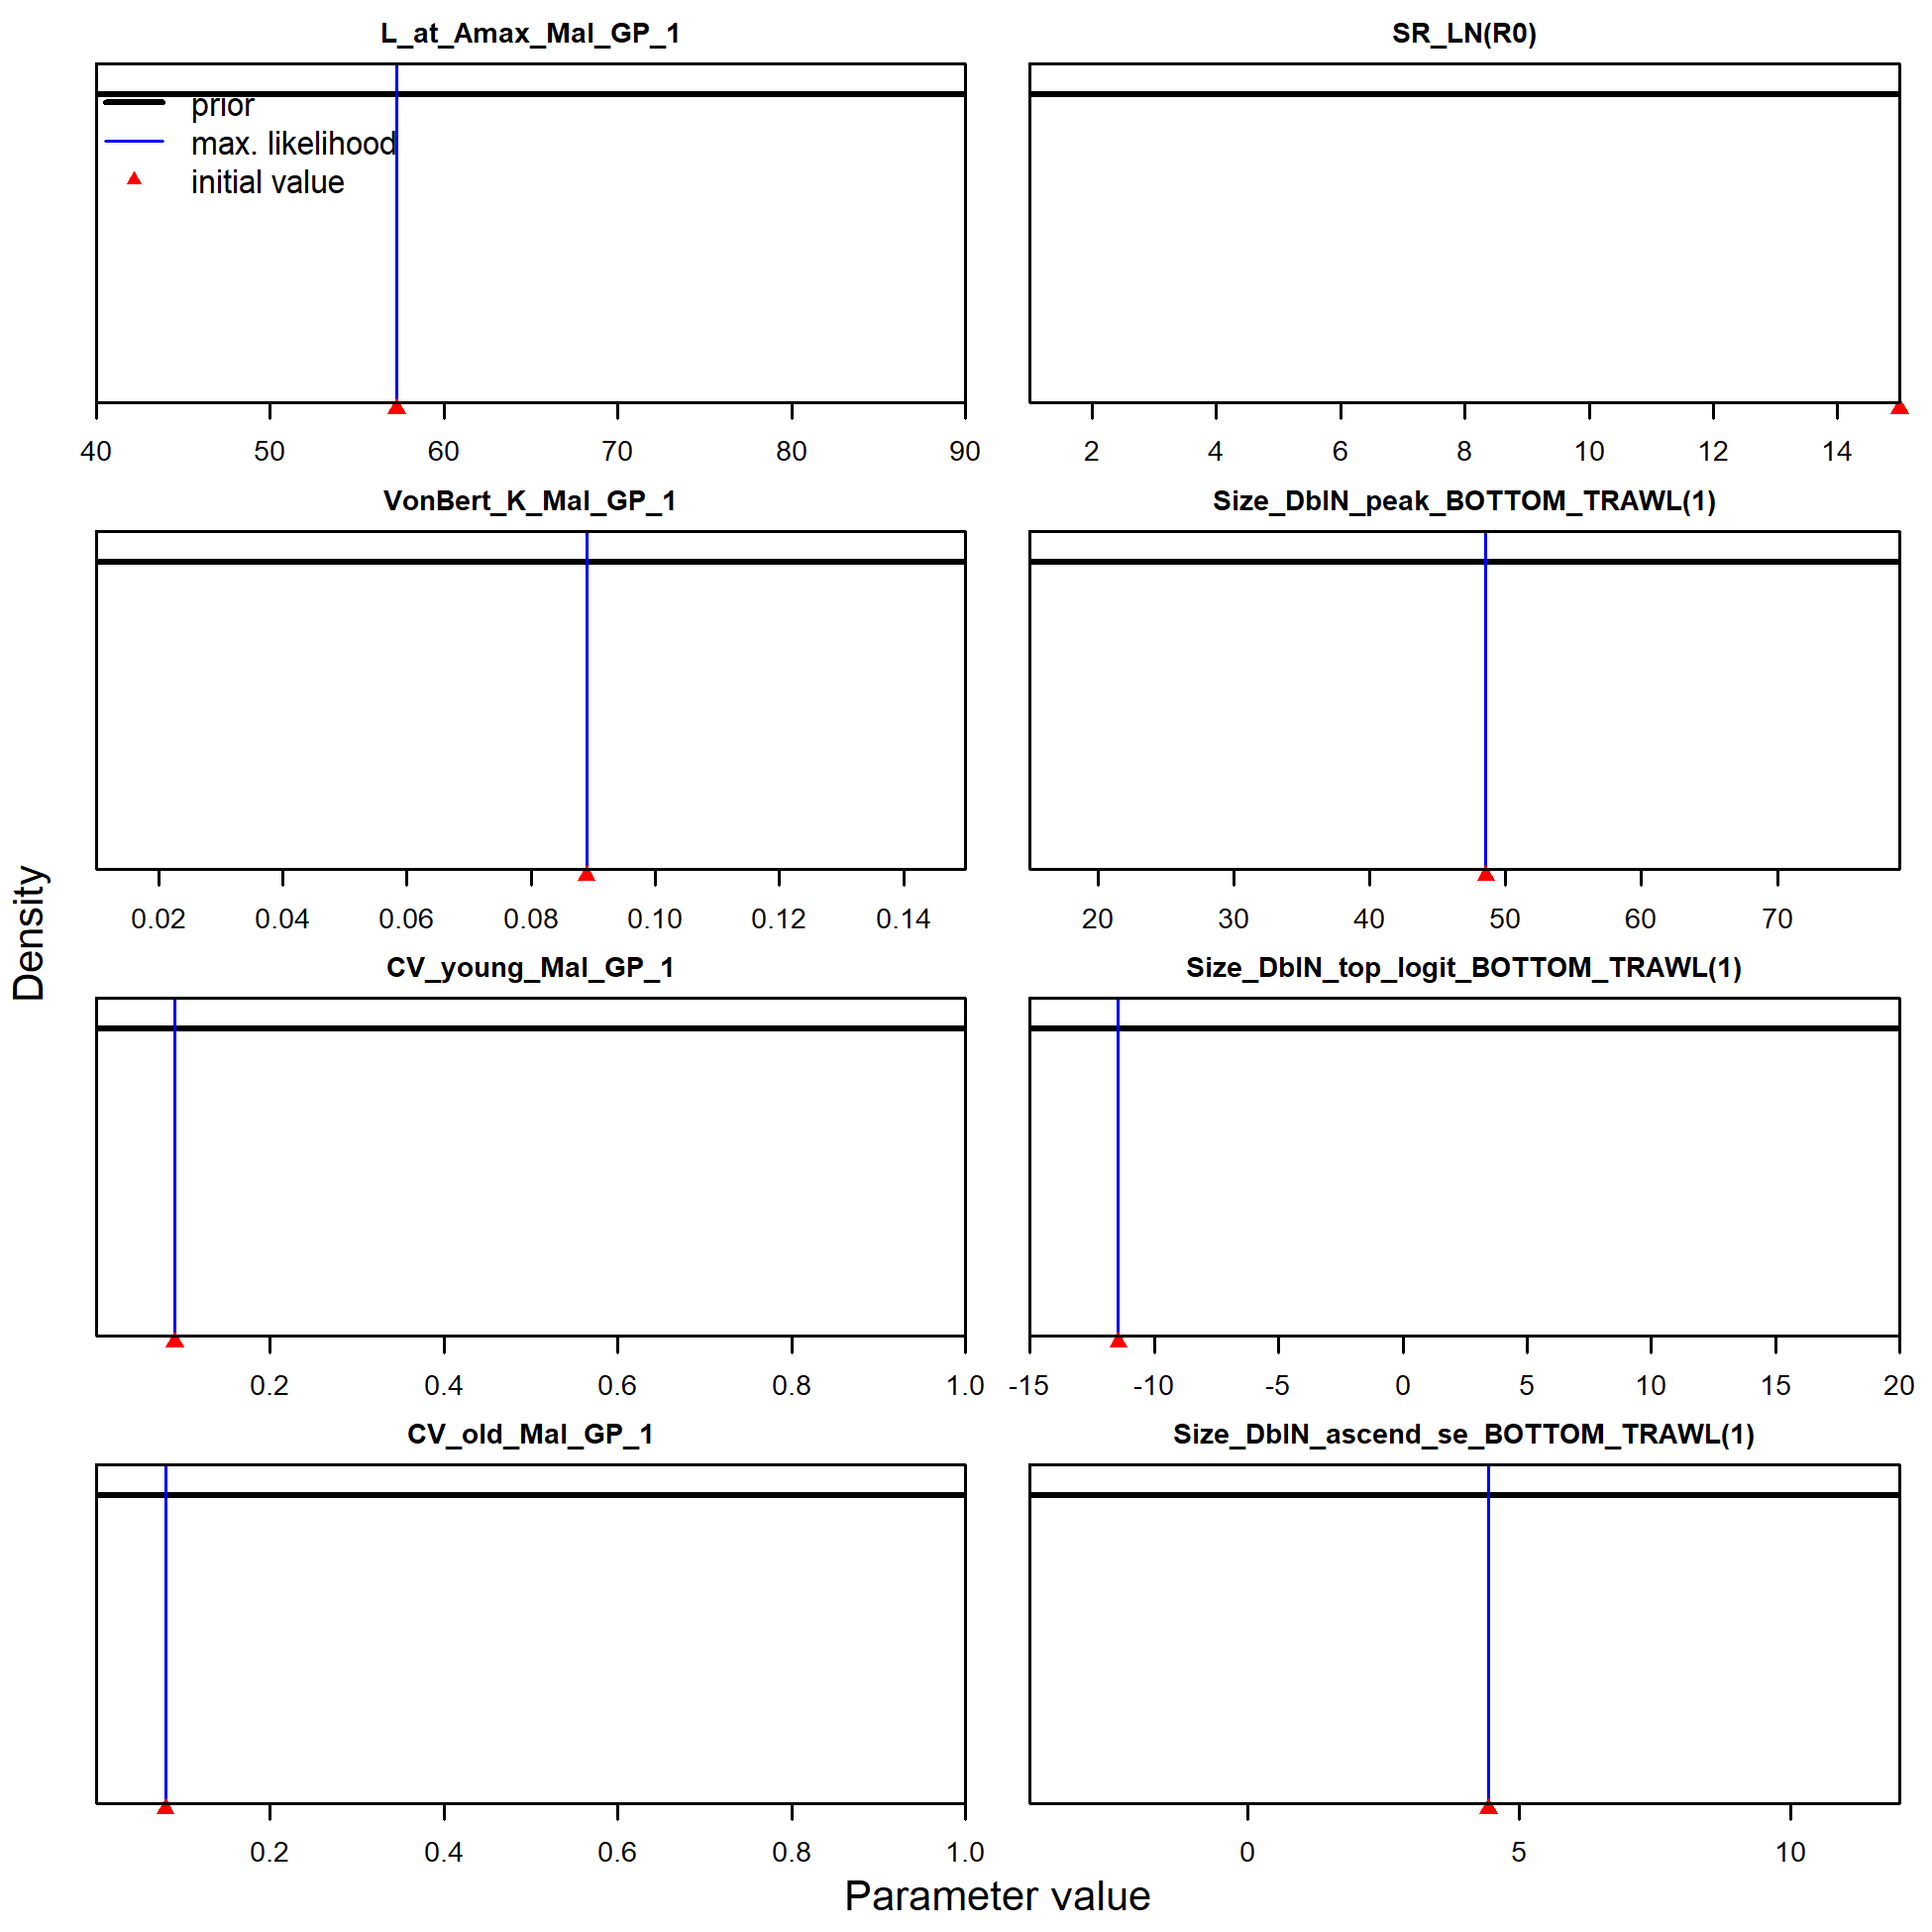 L_at_Amax_Mal_GP_1
prior
max. likelihood
initial value
40 50 60 70 80 90
SR_LN(R0)
2 4 6 8 10 12 14
VonBert_K_Mal_GP_1
0.02 0.04 0.06 0.08 0.10 0.12 0.14
Size_DblN_peak_BOTTOM_TRAWL(1)
20 30 40 50 60 70
CV_young_Mal_GP_1
0.2 0.4 0.6 0.8 1.0
Size_DblN_top_logit_BOTTOM_TRAWL(1)
-15 -10 -5 0 5 10 15 20
CV_old_Mal_GP_1
0.2 0.4 0.6 0.8 1.0
Size_DblN_ascend_se_BOTTOM_TRAWL(1)
0 5 10
Density
Parameter value